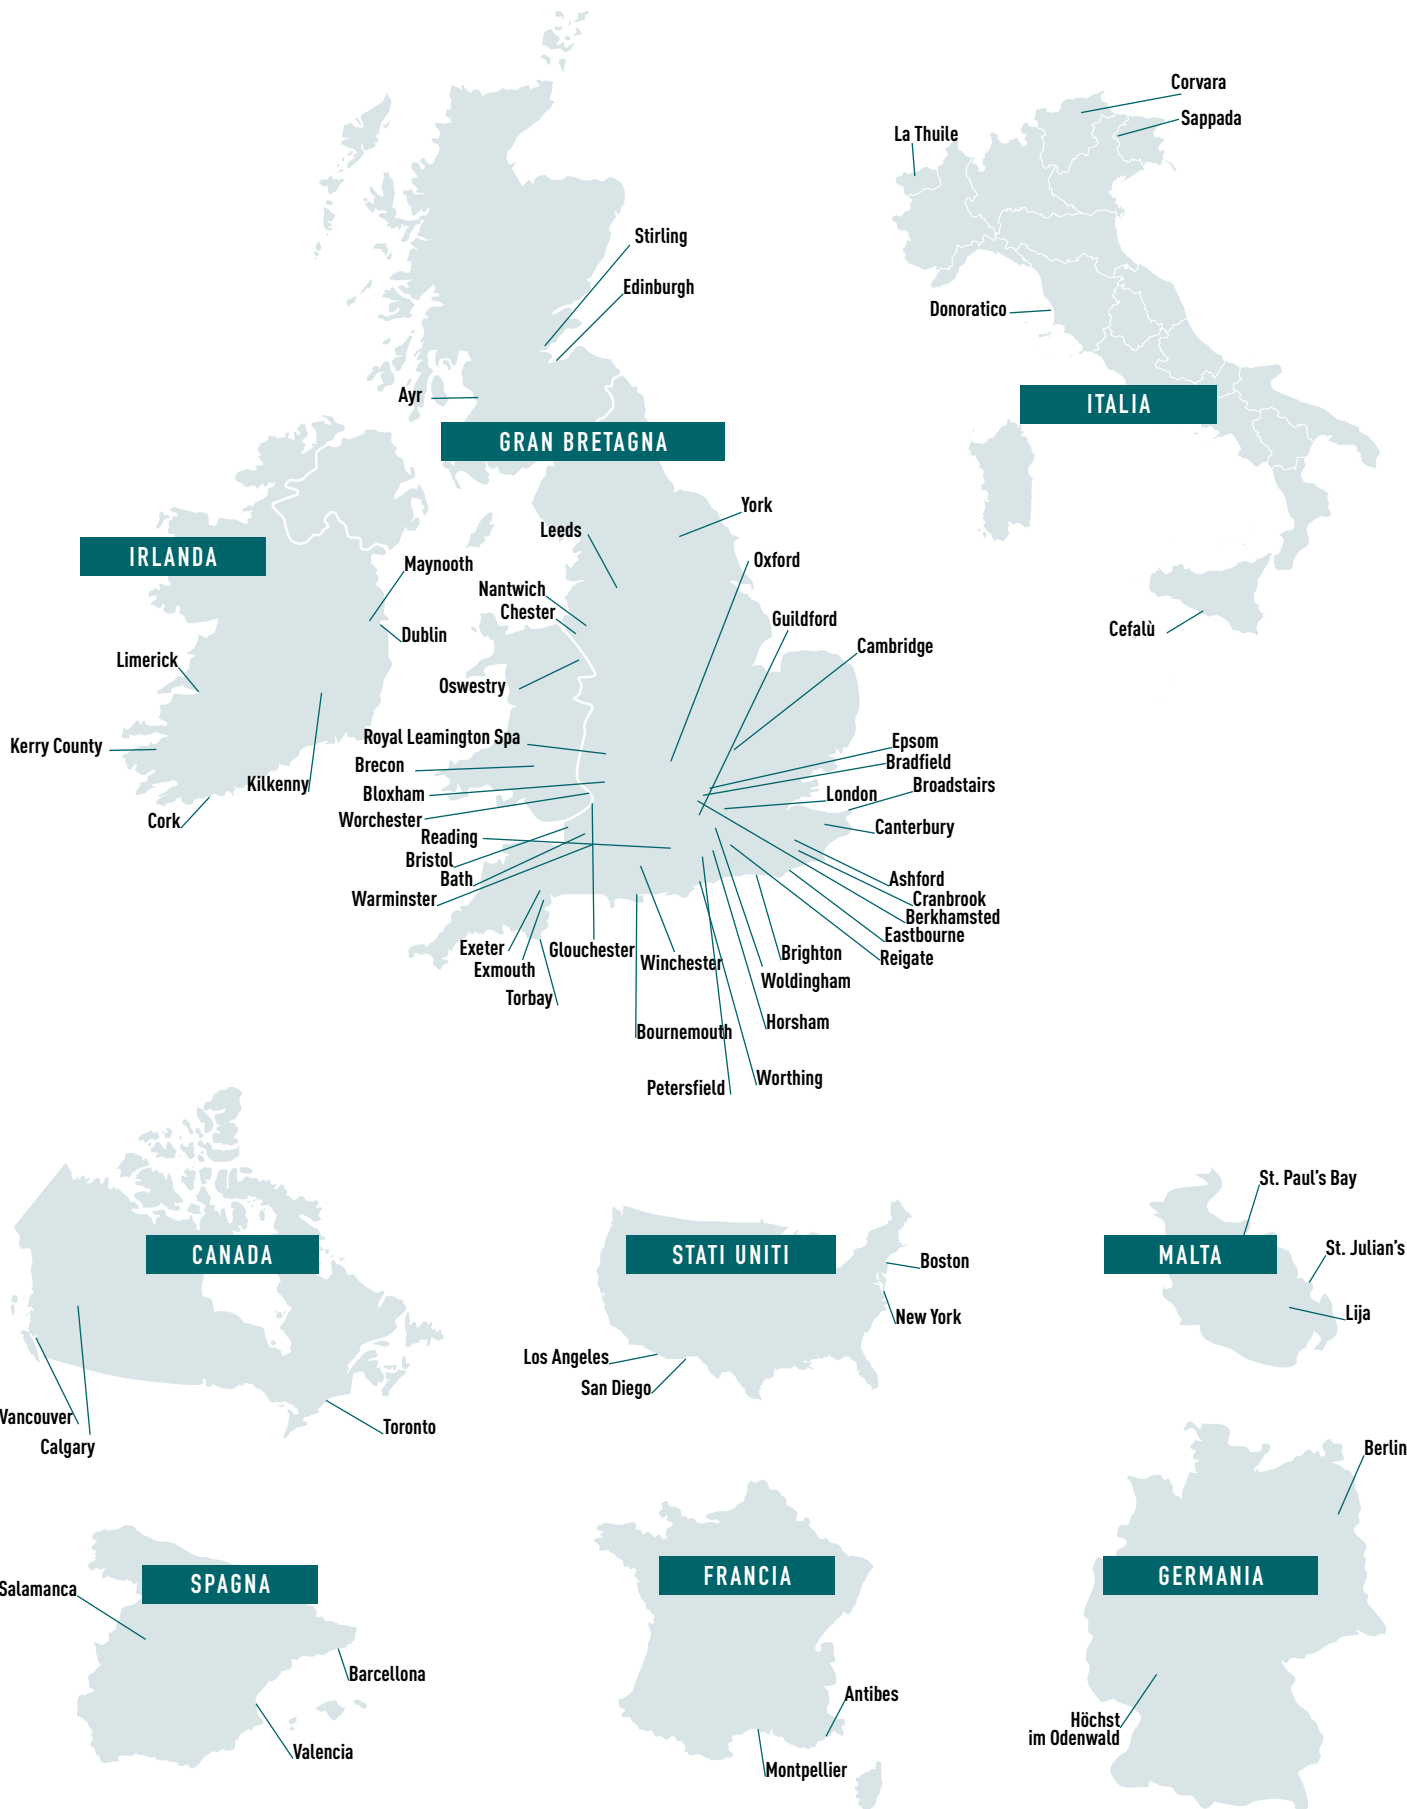 Corvara
Sappada
La Thuile
Donoratico
ITALIA
Cefalù
Stirling
Edinburgh
Ayr
GRAN BRETAGNA
York
Leeds
Oxford
Nantwich
Chester
Guildford
Cambridge
Oswestry
Royal Leamington Spa
Brecon
Bloxham
Worchester
Reading
Bristol
Bath
Warminster
Epsom
Bradfield
Broadstairs
London
Canterbury
Ashford
Cranbrook
Berkhamsted
Eastbourne
Reigate
Brighton
Woldingham
Exeter
Exmouth
Torbay
Glouchester
Winchester
Bournemouth
Horsham
Worthing
Petersfield
IRLANDA
Maynooth
Dublin
Limerick
Kerry County
Kilkenny
Cork
CANADA
Vancouver
Calgary
Toronto
STATI UNITI
Boston
New York
Los Angeles
San Diego
MALTA
St. Paul's Bay
St. Julian's
Lija
SPAGNA
Salamanca
Barcellona
Valencia
FRANCIA
Antibes
Montpellier
GERMANIA
Berlin
Höchst
im Odenwald